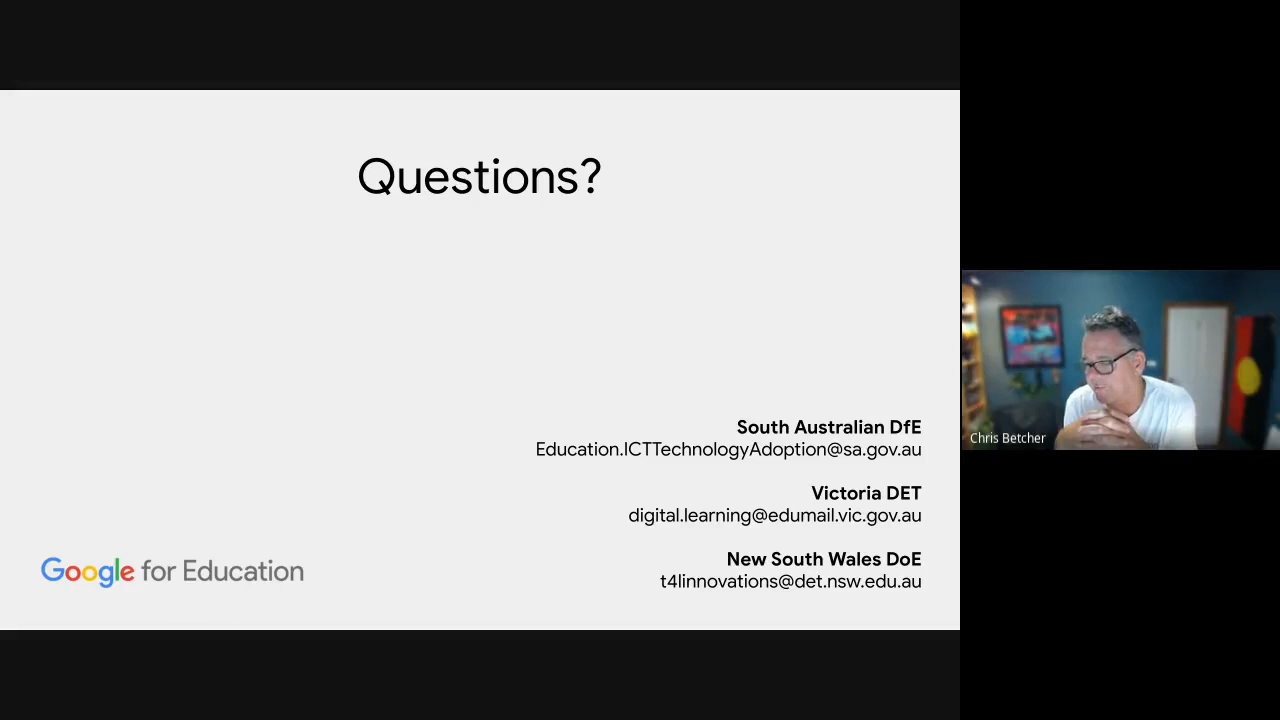 Questions?
South Australian DfE
Education.ICTTechnologyAdoption@sa.gov.au
Victoria DET
digital.learning@edumail.vic.gov.au
New South Wales DoE
t4linnovations@det.nsw.edu.au
Google for Education
Chris Betcher